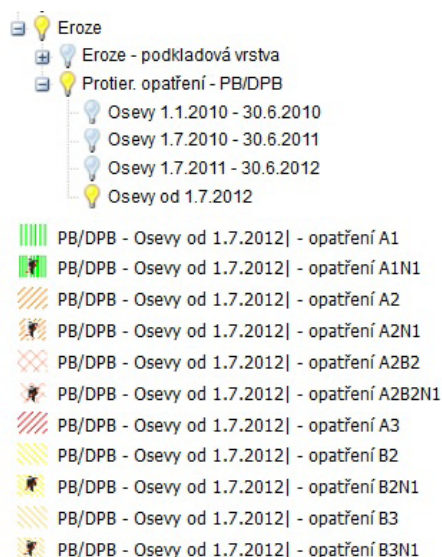 Eroze
Eroze - podkladová vrstva
Protier. opatření - PB/DPB
Osevy 1.1.2010 - 30.6.2010
Osevy 1.7.2010 - 30.6.2011
Osevy 1.7.2011 - 30.6.2012
Osevy od 1.7.2012
PB/DPB - Osevy od 1.7.2012| - opatření A1
PB/DPB - Osevy od 1.7.2012| - opatření A1N1
PB/DPB - Osevy od 1.7.2012| - opatření A2
PB/DPB - Osevy od 1.7.2012| - opatření A2N1
PB/DPB - Osevy od 1.7.2012| - opatření A2B2
PB/DPB - Osevy od 1.7.2012| - opatření A2B2N1
PB/DPB - Osevy od 1.7.2012| - opatření A3
PB/DPB - Osevy od 1.7.2012| - opatření B2
PB/DPB - Osevy od 1.7.2012| - opatření B2N1
PB/DPB - Osevy od 1.7.2012| - opatření B3
PB/DPB - Osevy od 1.7.2012| - opatření B3N1